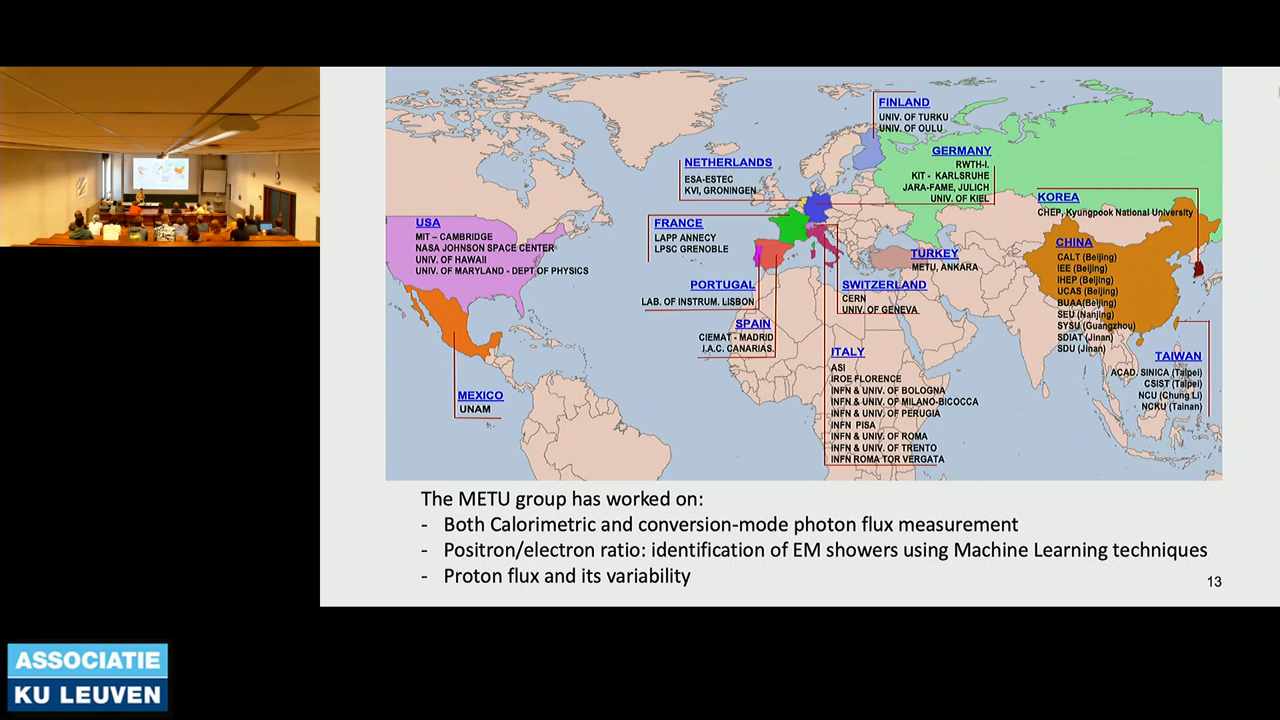 FINLAND
UNIV. OF TURKU
UNIV. OF OULU
NETHERLANDS
ESA-ESTEC
KVI, GRONINGEN
GERMANY
RWTH-I.
KIT - KARLSRUHE
JARA-FAME, JULICH
UNIV. OF KIEL
KOREA
CHEP, Kyungpook National University
USA
MIT – CAMBRIDGE
NASA JOHNSON SPACE CENTER
UNIV. OF HAWAII
UNIV. OF MARYLAND - DEPT OF PHYSICS
FRANCE
LAPP ANNECY
LPSC GRENOBLE
TURKEY
METU, ANKARA
CHINA
CALT (Beijing)
IEE (Beijing)
IHEP (Beijing)
UCAS (Beijing)
BUAA(Beijing)
SEU (Nanjing)
SYSU (Guangzhou)
SDIAT (Jinan)
SDU (Jinan)
PORTUGAL
LAB. OF INSTRUM. LISBON
SWITZERLAND
CERN
UNIV. OF GENEVA
SPAIN
CIEMAT - MADRID
I.A.C. CANARIAS.
ITALY
ASI
IROE FLORENCE
INFN & UNIV. OF BOLOGNA
INFN & UNIV. OF MILANO-BICOCCA
INFN & UNIV. OF PERUGIA
INFN PISA
INFN & UNIV. OF ROMA
INFN & UNIV. OF TRENTO
INFN ROMA TOR VERGATA
TAIWAN
ACAD. SINICA (Taipei)
CSIST (Taipei)
NCU (Chung Li)
NCKU (Tainan)
MEXICO
UNAM
The METU group has worked on:
- Both Calorimetric and conversion-mode photon flux measurement
- Positron/electron ratio: identification of EM showers using Machine Learning techniques
- Proton flux and its variability
13
ASSOCIATIE
KU LEUVEN